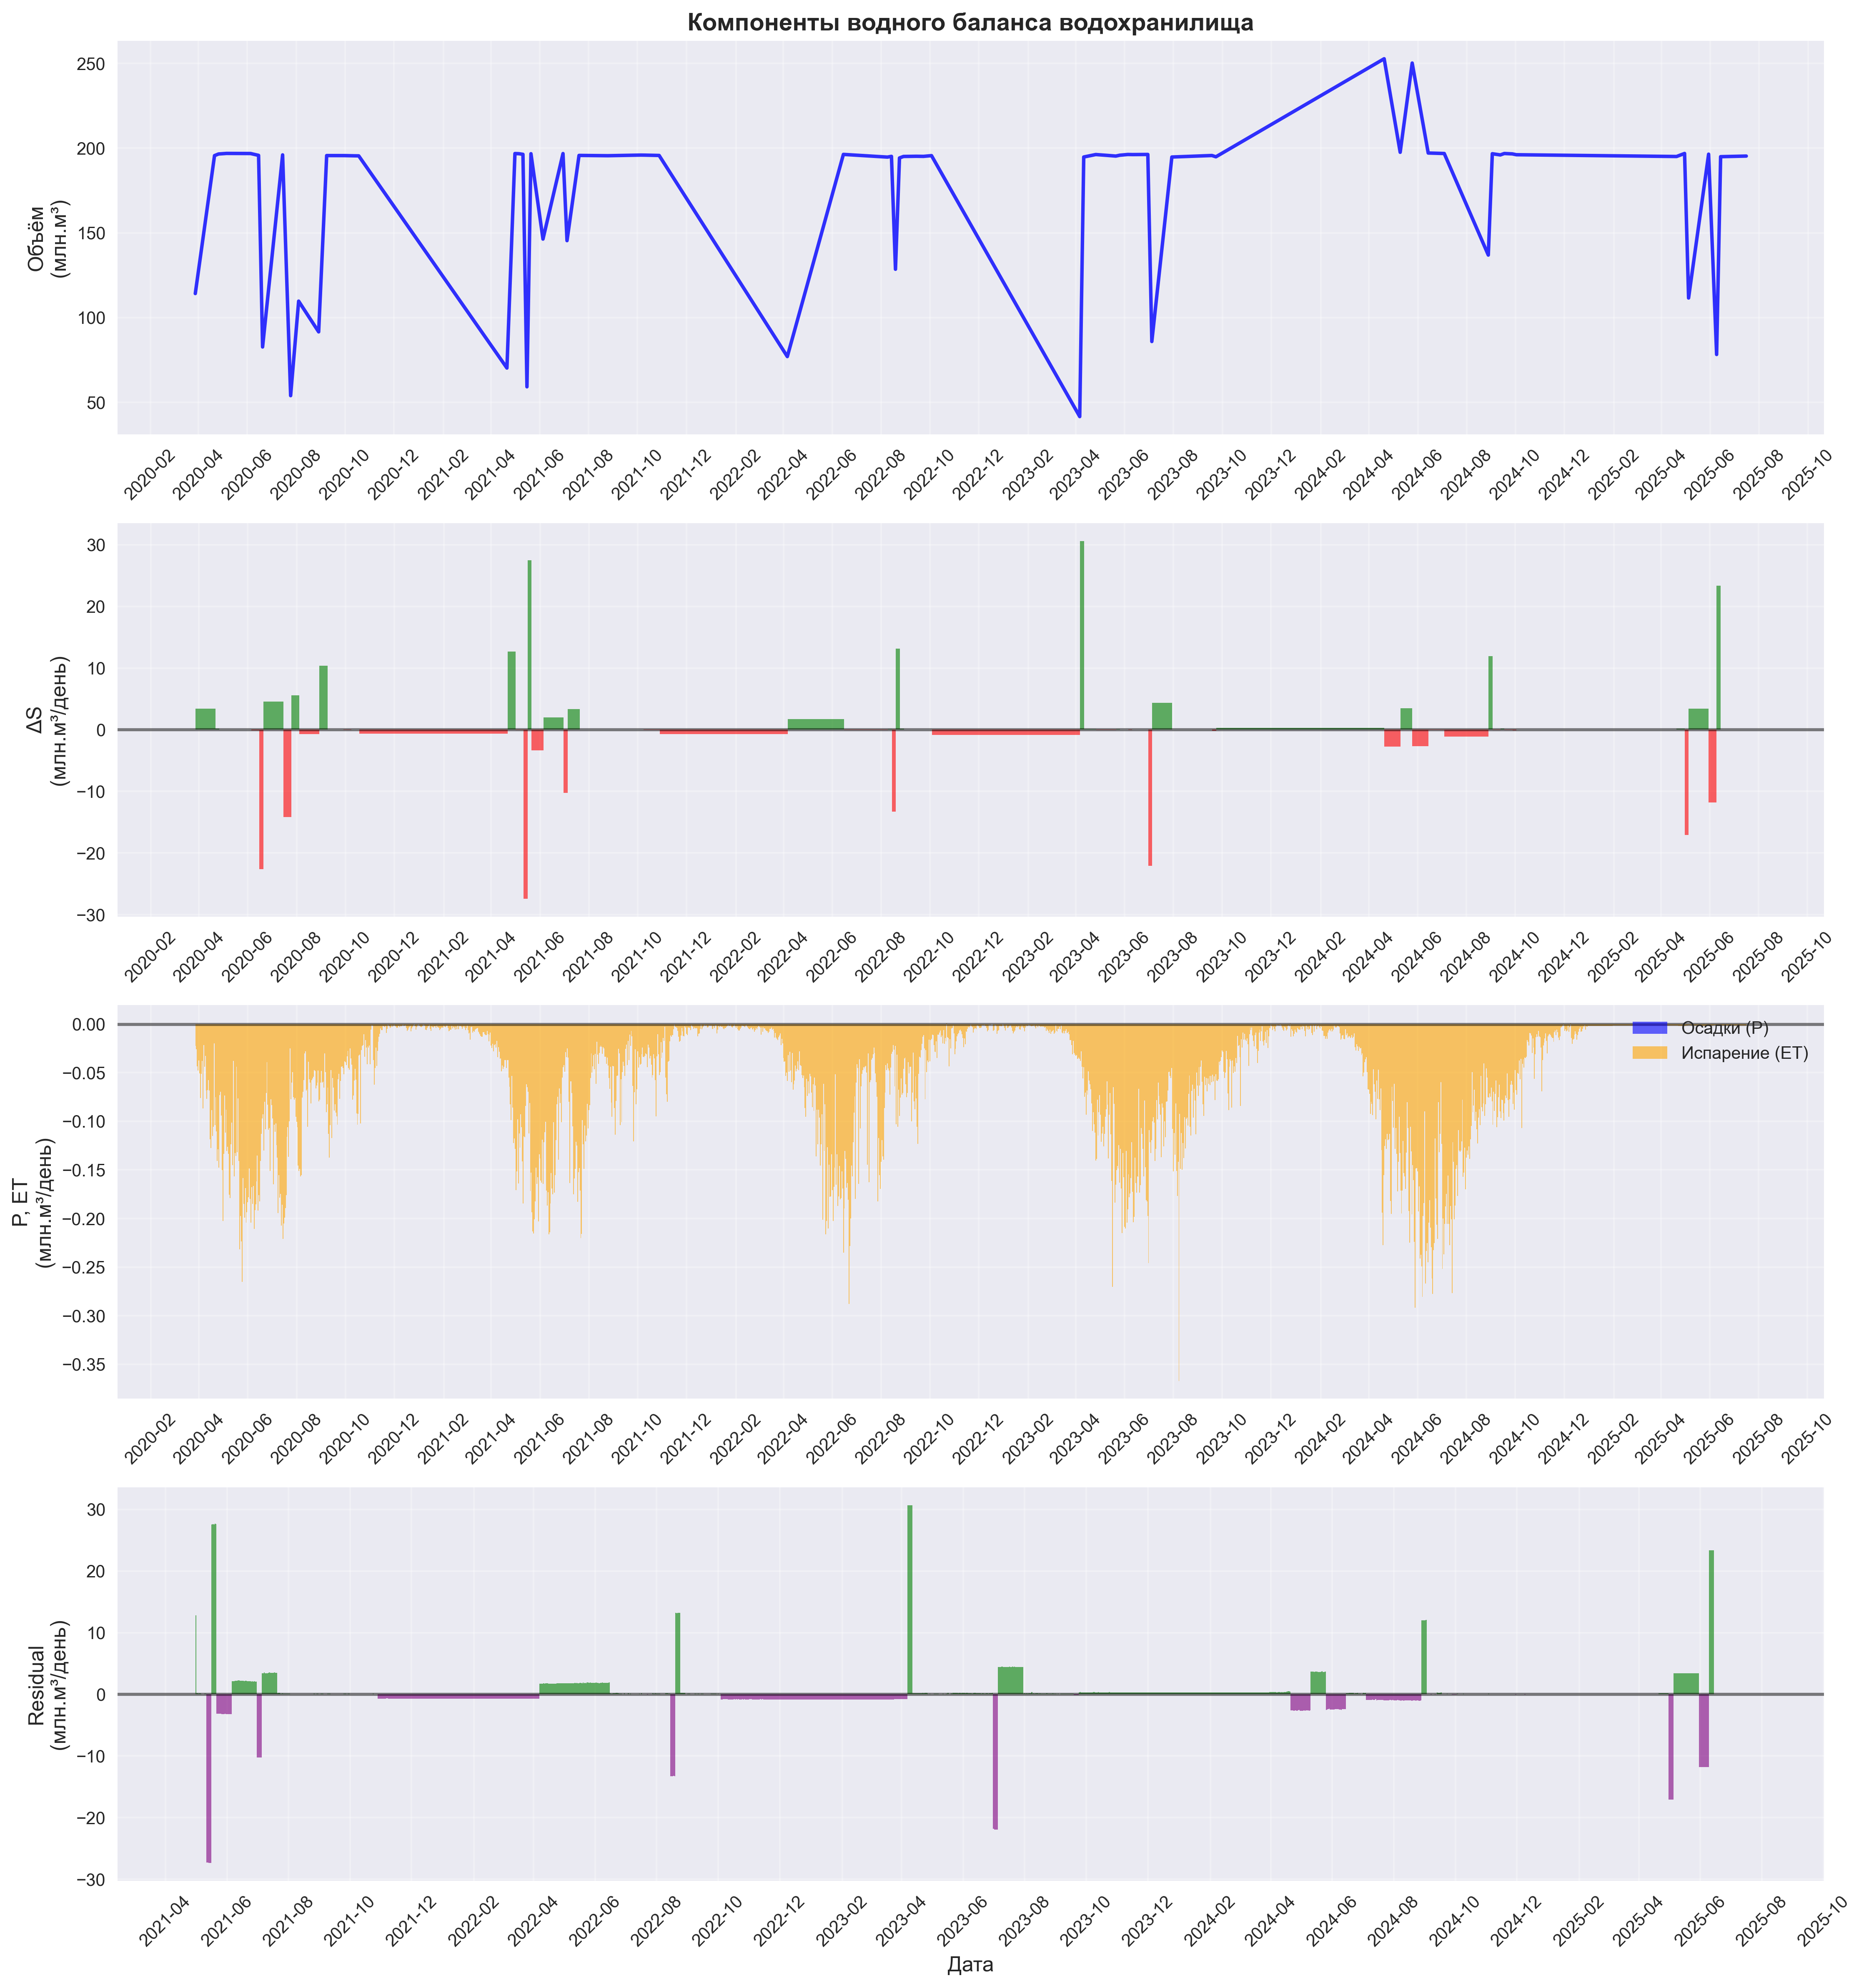 Компоненты водного баланса водохранилища
Объём
(млн.м³)
250
200
150
100
50
2020-02 2020-04 2020-06 2020-08 2020-10 2020-12 2021-02 2021-04 2021-06 2021-08 2021-10 2021-12 2022-02 2022-04 2022-06 2022-08 2022-10 2022-12 2023-02 2023-04 2023-06 2023-08 2023-10 2023-12 2024-02 2024-04 2024-06 2024-08 2024-10 2024-12 2025-02 2025-04 2025-06 2025-08 2025-10
ΔS
(млн.м³/день)
30
20
10
0
−10
−20
−30
2020-02 2020-04 2020-06 2020-08 2020-10 2020-12 2021-02 2021-04 2021-06 2021-08 2021-10 2021-12 2022-02 2022-04 2022-06 2022-08 2022-10 2022-12 2023-02 2023-04 2023-06 2023-08 2023-10 2023-12 2024-02 2024-04 2024-06 2024-08 2024-10 2024-12 2025-02 2025-04 2025-06 2025-08 2025-10
P, ET
(млн.м³/день)
0.00
−0.05
−0.10
−0.15
−0.20
−0.25
−0.30
−0.35
Осадки (P)
Испарение (ET)
2020-02 2020-04 2020-06 2020-08 2020-10 2020-12 2021-02 2021-04 2021-06 2021-08 2021-10 2021-12 2022-02 2022-04 2022-06 2022-08 2022-10 2022-12 2023-02 2023-04 2023-06 2023-08 2023-10 2023-12 2024-02 2024-04 2024-06 2024-08 2024-10 2024-12 2025-02 2025-04 2025-06 2025-08 2025-10
Residual
(млн.м³/день)
30
20
10
0
−10
−20
−30
2021-04 2021-06 2021-08 2021-10 2021-12 2022-02 2022-04 2022-06 2022-08 2022-10 2022-12 2023-02 2023-04 2023-06 2023-08 2023-10 2023-12 2024-02 2024-04 2024-06 2024-08 2024-10 2024-12 2025-02 2025-04 2025-06 2025-08 2025-10
Дата